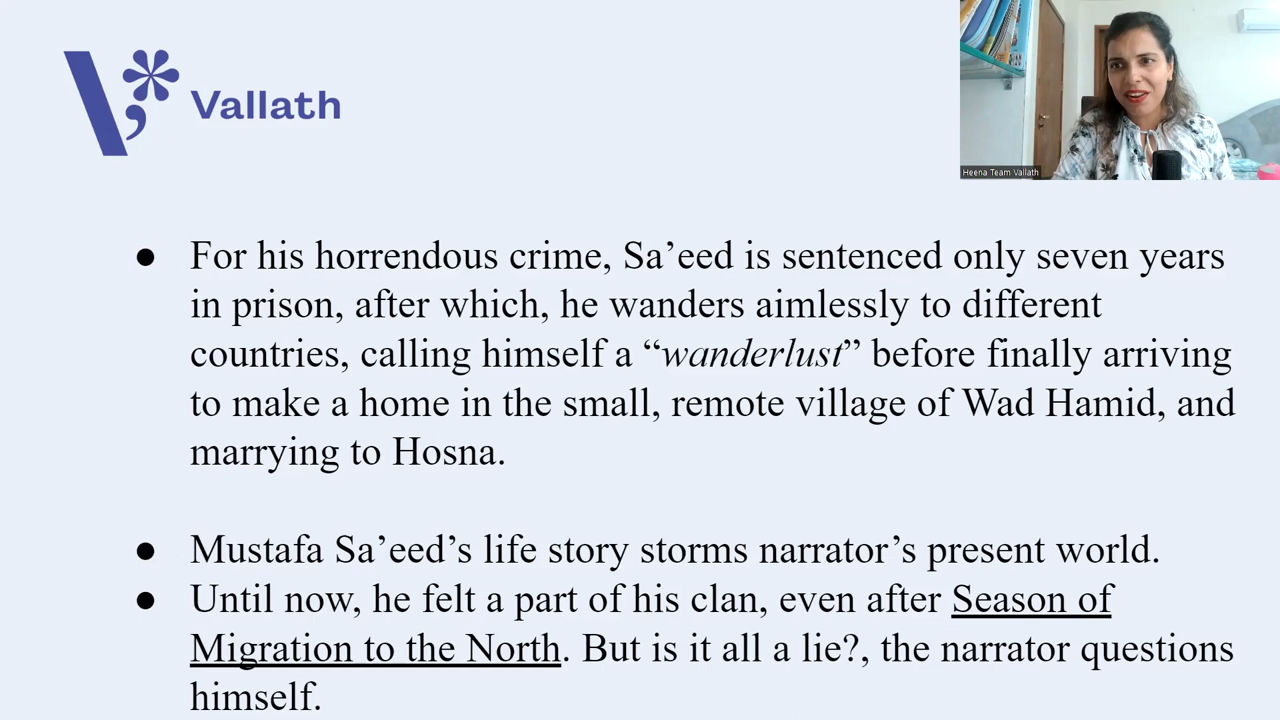 Vallath
Heena Team Vallath
● For his horrendous crime, Sa’eed is sentenced only seven years
in prison, after which, he wanders aimlessly to different
countries, calling himself a “wanderlust” before finally arriving
to make a home in the small, remote village of Wad Hamid, and
marrying to Hosna.
● Mustafa Sa’eed’s life story storms narrator’s present world.
● Until now, he felt a part of his clan, even after Season of
Migration to the North. But is it all a lie?, the narrator questions
himself.